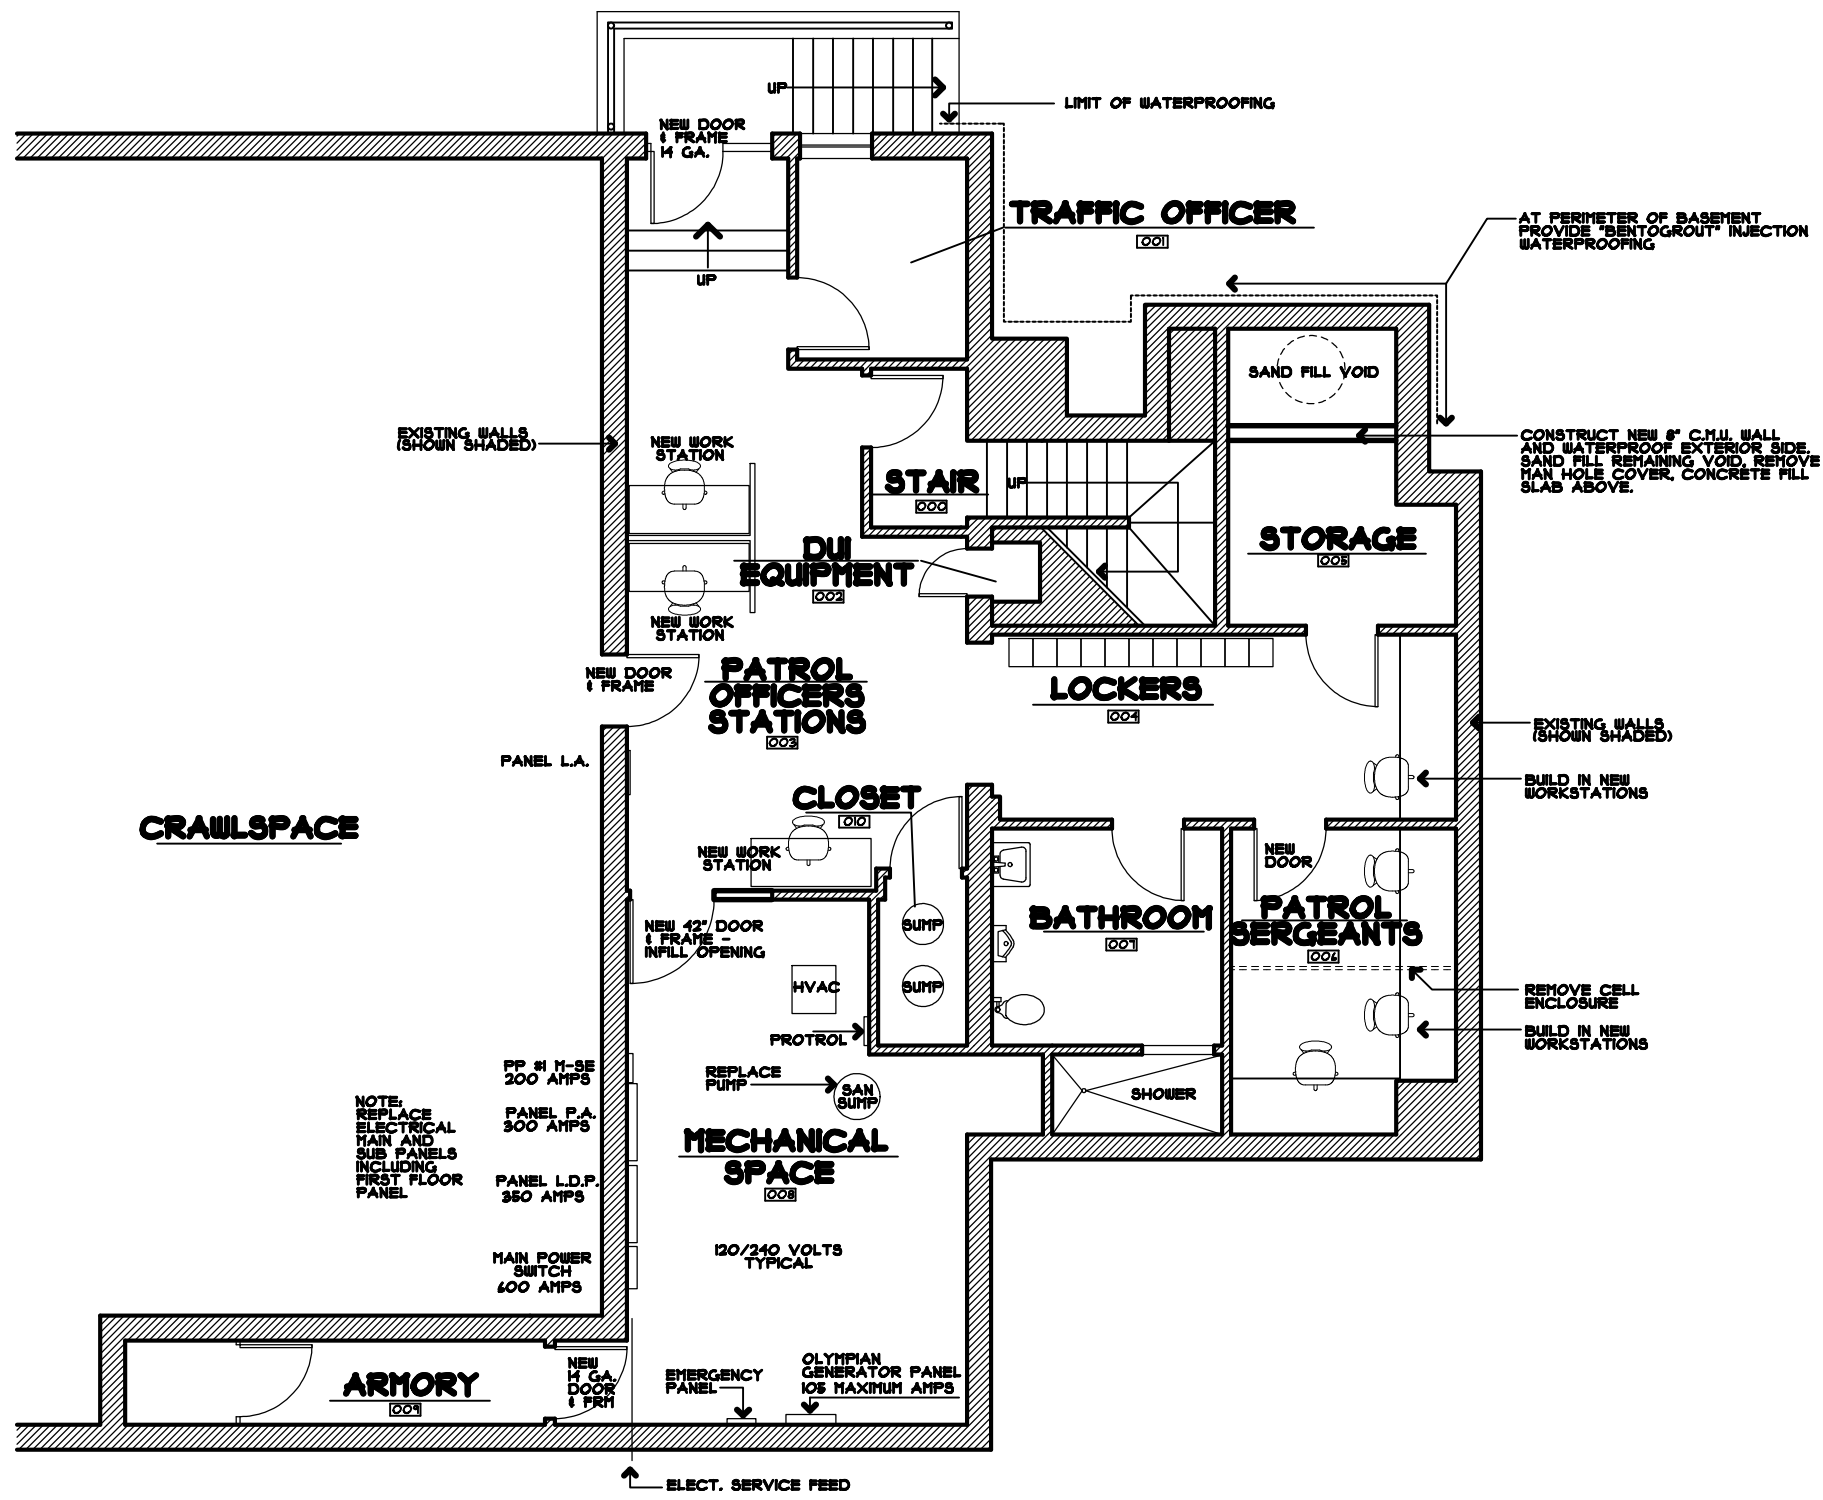 UP
LIMIT OF WATERPROOFING
NEW DOOR
& FRAME
14 GA.
TRAFFIC OFFICER
001
AT PERIMETER OF BASEMENT
PROVIDE "BENTOGROUT" INJECTION
WATERPROOFING
UP
SAND FILL VOID
EXISTING WALLS
(SHOWN SHADED)
NEW WORK
STATION
CONSTRUCT NEW 8" C.M.U. WALL
AND WATERPROOF EXTERIOR SIDE.
SAND FILL REMAINING VOID, REMOVE
MAN HOLE COVER, CONCRETE FILL
SLAB ABOVE.
STAIR
000
UP
STORAGE
005
DUI
EQUIPMENT
002
NEW WORK
STATION
NEW DOOR
& FRAME
PATROL
OFFICERS
STATIONS
003
LOCKERS
004
EXISTING WALLS
(SHOWN SHADED)
PANEL L.A.
BUILD IN NEW
WORKSTATIONS
CLOSET
010
CRAWLSPACE
NEW WORK
STATION
NEW
DOOR
BATHROOM
007
PATROL
SERGEANTS
006
NEW 42" DOOR
& FRAME -
INFILL OPENING
SUMP
SUMP
HVAC
REMOVE CELL
ENCLOSURE
PROTROL
BUILD IN NEW
WORKSTATIONS
PP #1 M-SE
200 AMPS
REPLACE
PUMP
SAN
SUMP
SHOWER
NOTE:
REPLACE
ELECTRICAL
MAIN AND
SUB PANELS
INCLUDING
FIRST FLOOR
PANEL
PANEL P.A.
300 AMPS
MECHANICAL
SPACE
008
PANEL L.D.P.
350 AMPS
120/240 VOLTS
TYPICAL
MAIN POWER
SWITCH
600 AMPS
ARMORY
009
NEW
14 GA.
DOOR
& FRM
EMERGENCY
PANEL
OLYMPIAN
GENERATOR PANEL
105 MAXIMUM AMPS
ELECT. SERVICE FEED